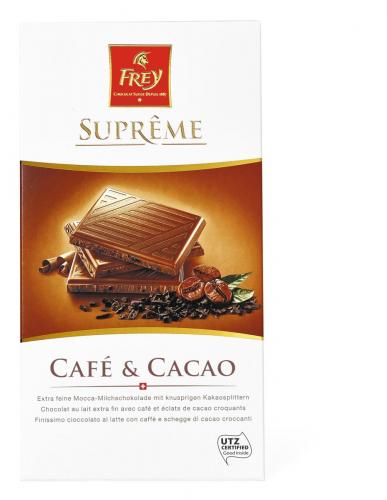 FREY
CHOCOLAT SUISSE DEPUIS 1887
SUPRÊME
CAFÉ & CACAO
Extra feine Mocca-Milchschokolade mit knusprigen Kakaosplittern
Chocolat au lait extra fin avec café et éclats de cacao croquants
Finissimo cioccolato al latte con caffè e schegge di cacao croccanti
UTZ
CERTIFIED
Good inside